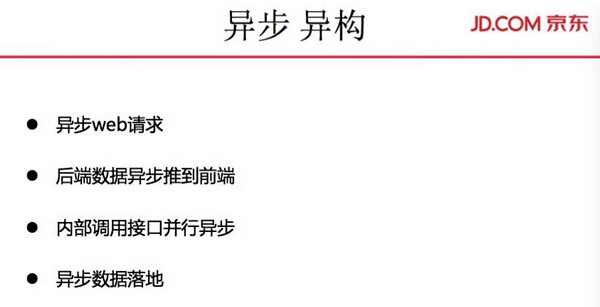 异步 异构
JD.COM 京东
● 异步web请求
● 后端数据异步推到前端
● 内部调用接口并行异步
● 异步数据落地